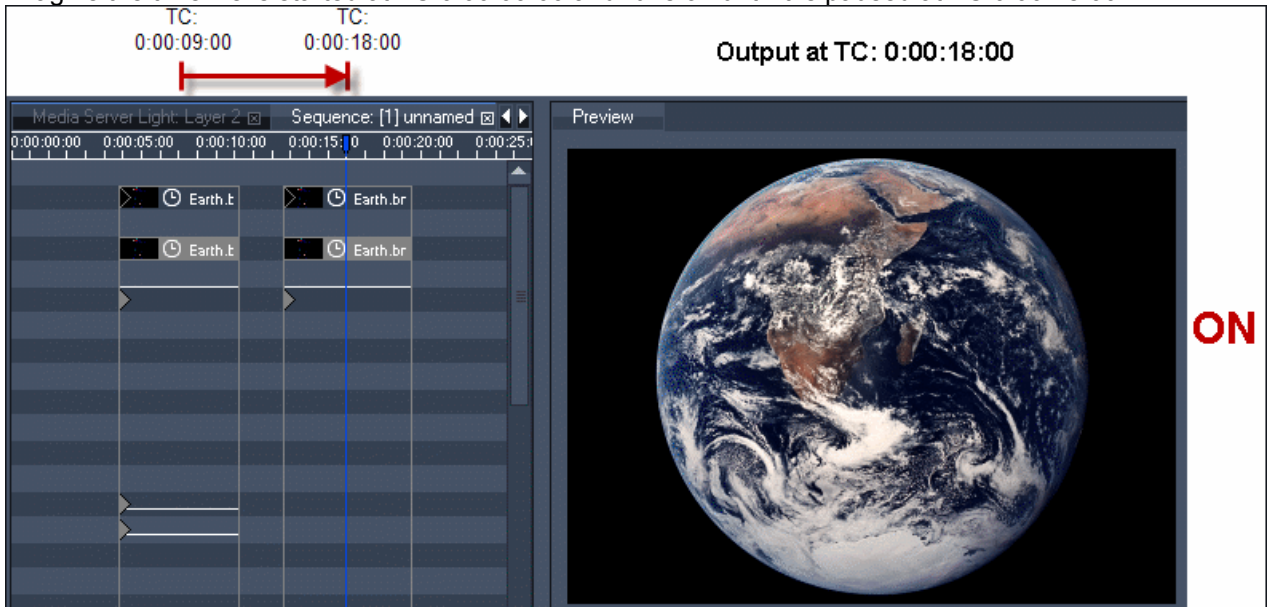 TC:
0:00:09:00
TC:
0:00:18:00
Output at TC: 0:00:18:00
Media Server Light: Layer 2
Sequence: [1] unnamed
Preview
0:00:00:00 0:00:05:00 0:00:10:00 0:00:20:00
Earth.b Earth.br
Earth.b Earth.br
ON